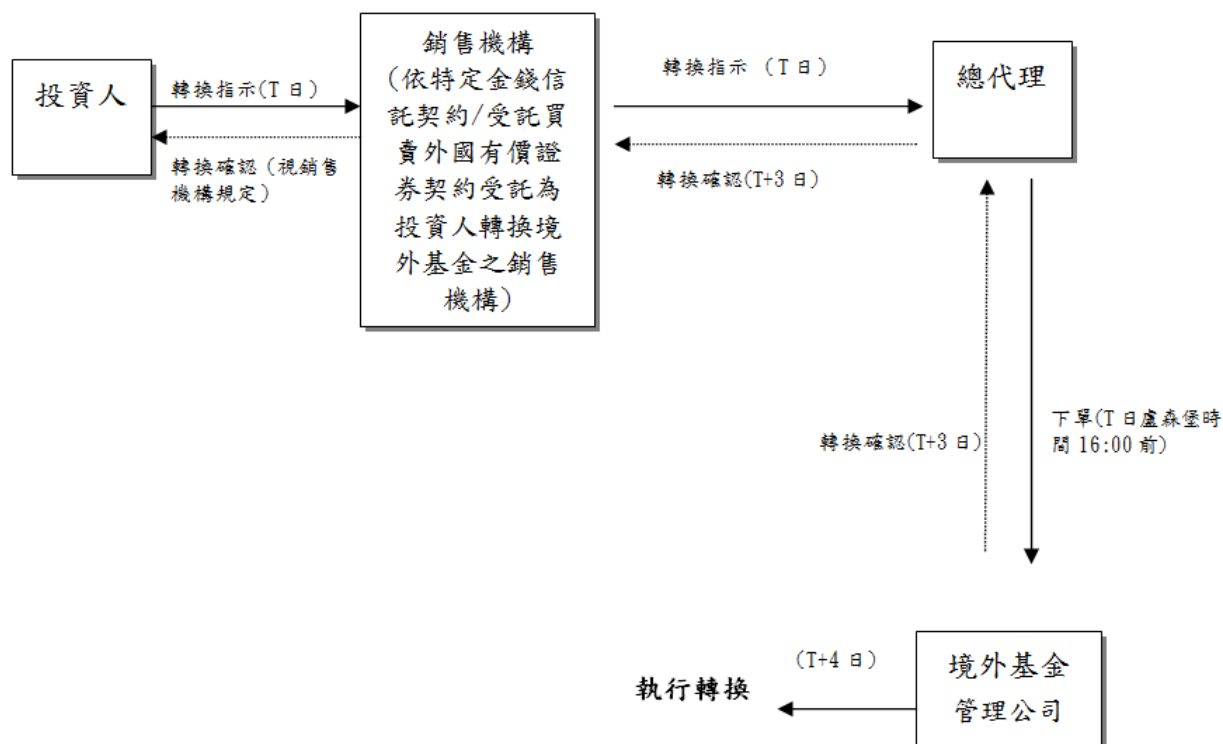 投資人
轉換指示(T 日)
轉換確認（視銷售
機構規定）
銷售機構
(依特定金錢信
託契約/受託買
賣外國有價證
券契約受託為
投資人轉換境
外基金之銷售
機構)
轉換指示 （T 日）
轉換確認(T+3 日)
總代理
轉換確認(T+3 日)
下單(T 日盧森堡時
間 16:00 前)
(T+4 日)
執行轉換
境外基金
管理公司